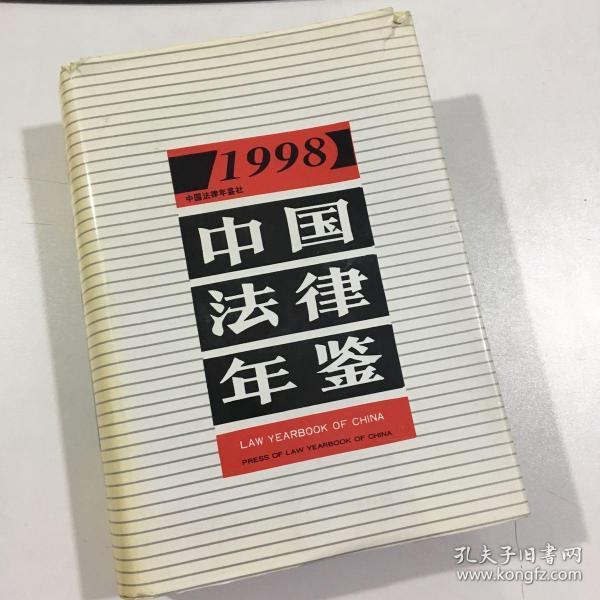 1998
中国法律年鉴社
中国
法律
年鉴
LAW YEARBOOK OF CHINA
PRESS OF LAW YEARBOOK OF CHINA
孔夫子旧书网
www.kongfz.com